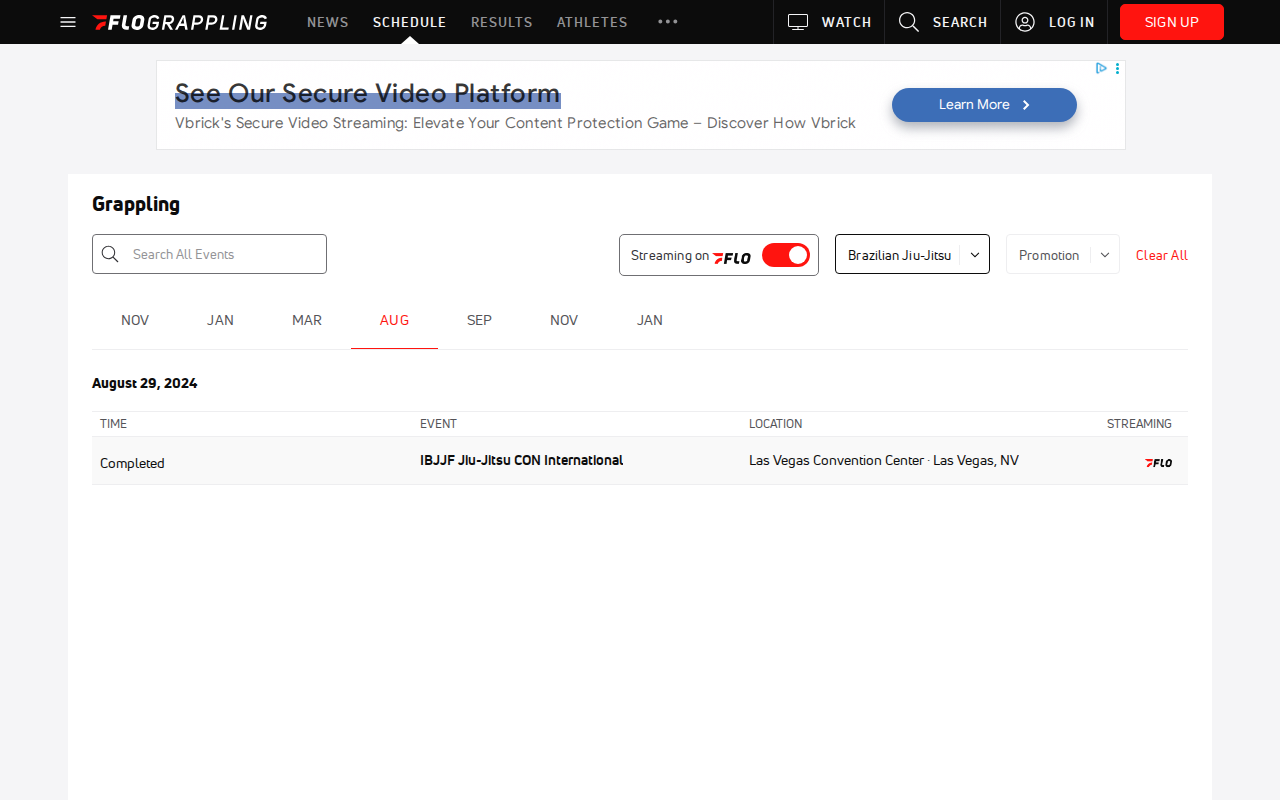 FLOGRAPPLING NEWS SCHEDULE RESULTS ATHLETES WATCH SEARCH LOG IN SIGN UP
See Our Secure Video Platform
Vbrick's Secure Video Streaming: Elevate Your Content Protection Game – Discover How Vbrick
Learn More
Grappling
Search All Events Streaming on FLO Brazilian Jiu-Jitsu Promotion Clear All
NOV JAN MAR AUG SEP NOV JAN
August 29, 2024
TIME EVENT LOCATION STREAMING
Completed IBJJF Jiu-Jitsu CON International Las Vegas Convention Center · Las Vegas, NV FLO